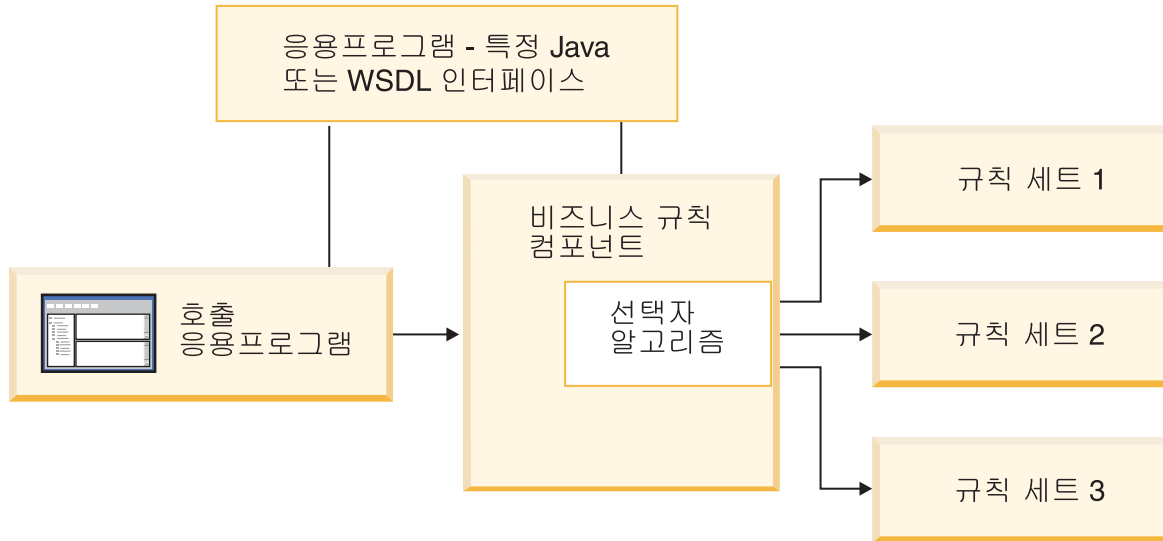 응용프로그램 - 특정 Java
또는 WSDL 인터페이스
호출
응용프로그램
비즈니스 규칙
컴포넌트
선택자
알고리즘
규칙 세트 1
규칙 세트 2
규칙 세트 3